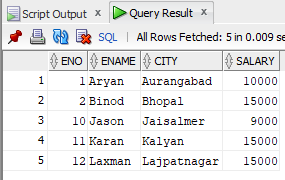 Script Output Query Result
SQL All Rows Fetched: 5 in 0.009 se
ENO ENAME CITY SALARY
1 1 Aryan Aurangabad 10000
2 2 Binod Bhopal 15000
3 10 Jason Jaisalmer 9000
4 11 Karan Kalyan 15000
5 12 Laxman Lajpatnagar 15000